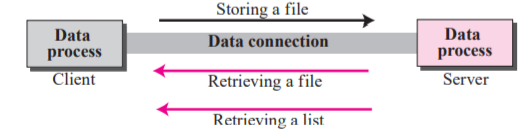 Storing a file
Data process
Data connection
Data process
Client
Retrieving a file
Server
Retrieving a list